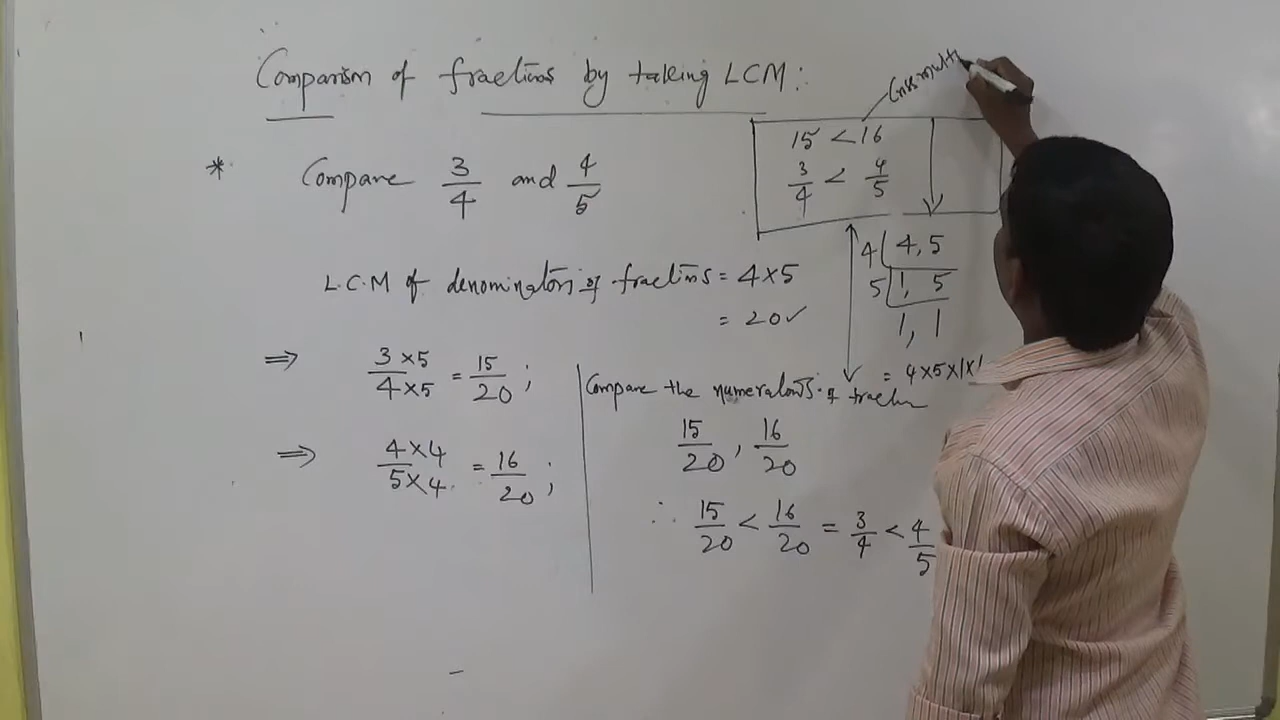 Comparison of fractions by taking LCM:
Cross multi
15 < 16
3/4 < 4/5
* Compare 3/4 and 4/5
4 | 4, 5
5 | 1, 5
1, 1
= 4×5×1×1
L.C.M of denominators of fractions = 4×5
= 20 ✓
⇒ 3×5/4×5 = 15/20 ;
⇒ 4×4/5×4 = 16/20 ;
Compare the numerators of
15/20 , 16/20
∴ 15/20 < 16/20 = 3/4 < 4/5